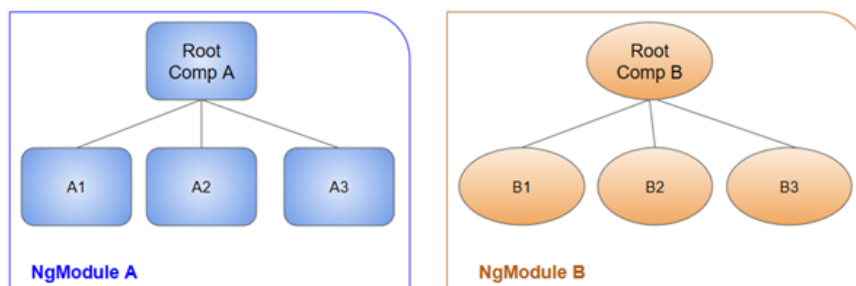 Root
Comp A
A1
A2
A3
NgModule A
Root
Comp B
B1
B2
B3
NgModule B